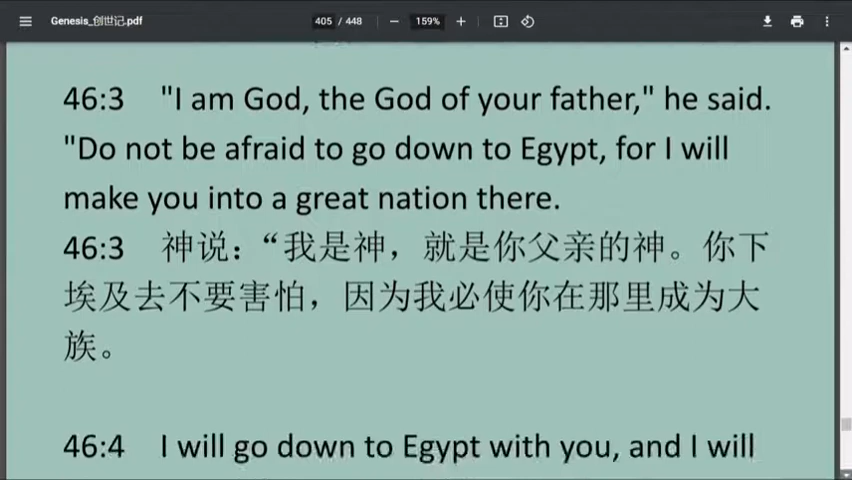 Genesis_创世记.pdf
405 / 448
159%
46:3 "I am God, the God of your father," he said.
"Do not be afraid to go down to Egypt, for I will
make you into a great nation there.
46:3 神说：“我是神，就是你父亲的神。你下
埃及去不要害怕，因为我必使你在那里成为大
族。
46:4 I will go down to Egypt with you, and I will